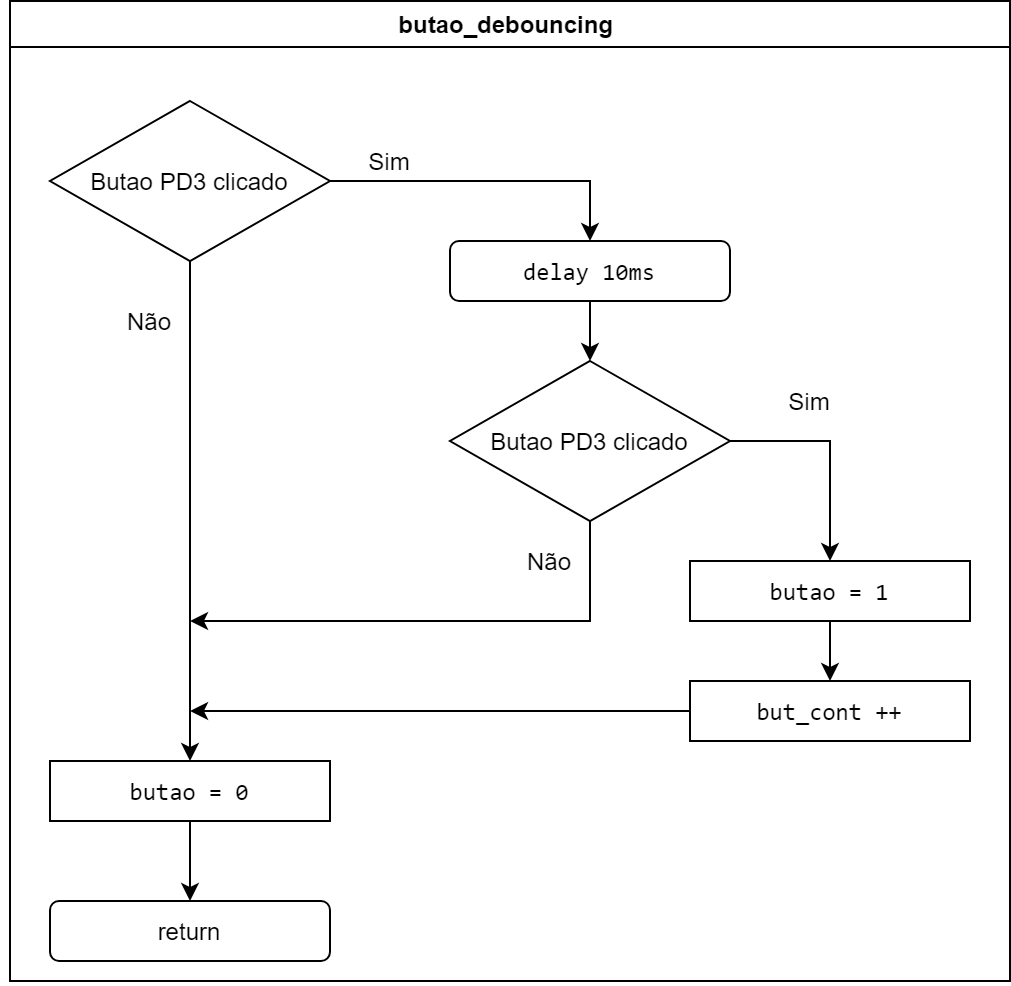 butao_debouncing
Butao PD3 clicado
Sim
delay 10ms
Não
Butao PD3 clicado
Sim
Não
butao = 1
but_cont ++
butao = 0
return